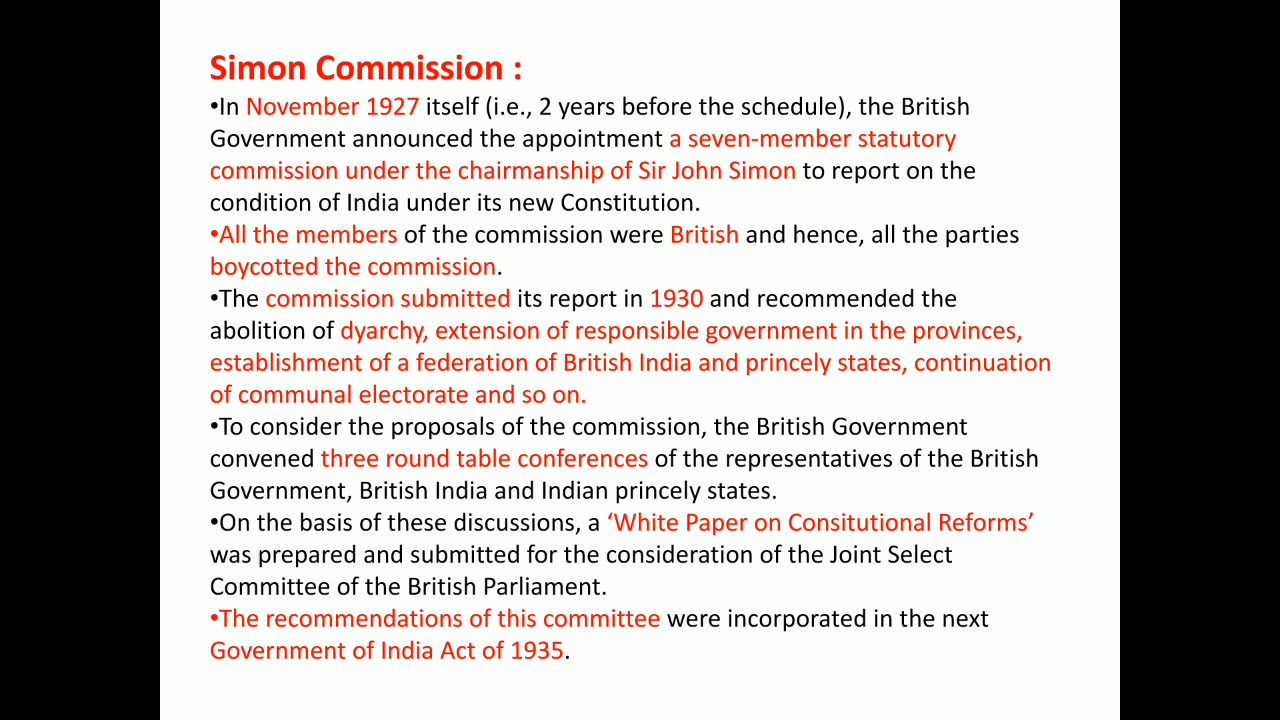 Simon Commission :
•In November 1927 itself (i.e., 2 years before the schedule), the British
Government announced the appointment a seven-member statutory
commission under the chairmanship of Sir John Simon to report on the
condition of India under its new Constitution.
•All the members of the commission were British and hence, all the parties
boycotted the commission.
•The commission submitted its report in 1930 and recommended the
abolition of dyarchy, extension of responsible government in the provinces,
establishment of a federation of British India and princely states, continuation
of communal electorate and so on.
•To consider the proposals of the commission, the British Government
convened three round table conferences of the representatives of the British
Government, British India and Indian princely states.
•On the basis of these discussions, a ‘White Paper on Consitutional Reforms’
was prepared and submitted for the consideration of the Joint Select
Committee of the British Parliament.
•The recommendations of this committee were incorporated in the next
Government of India Act of 1935.